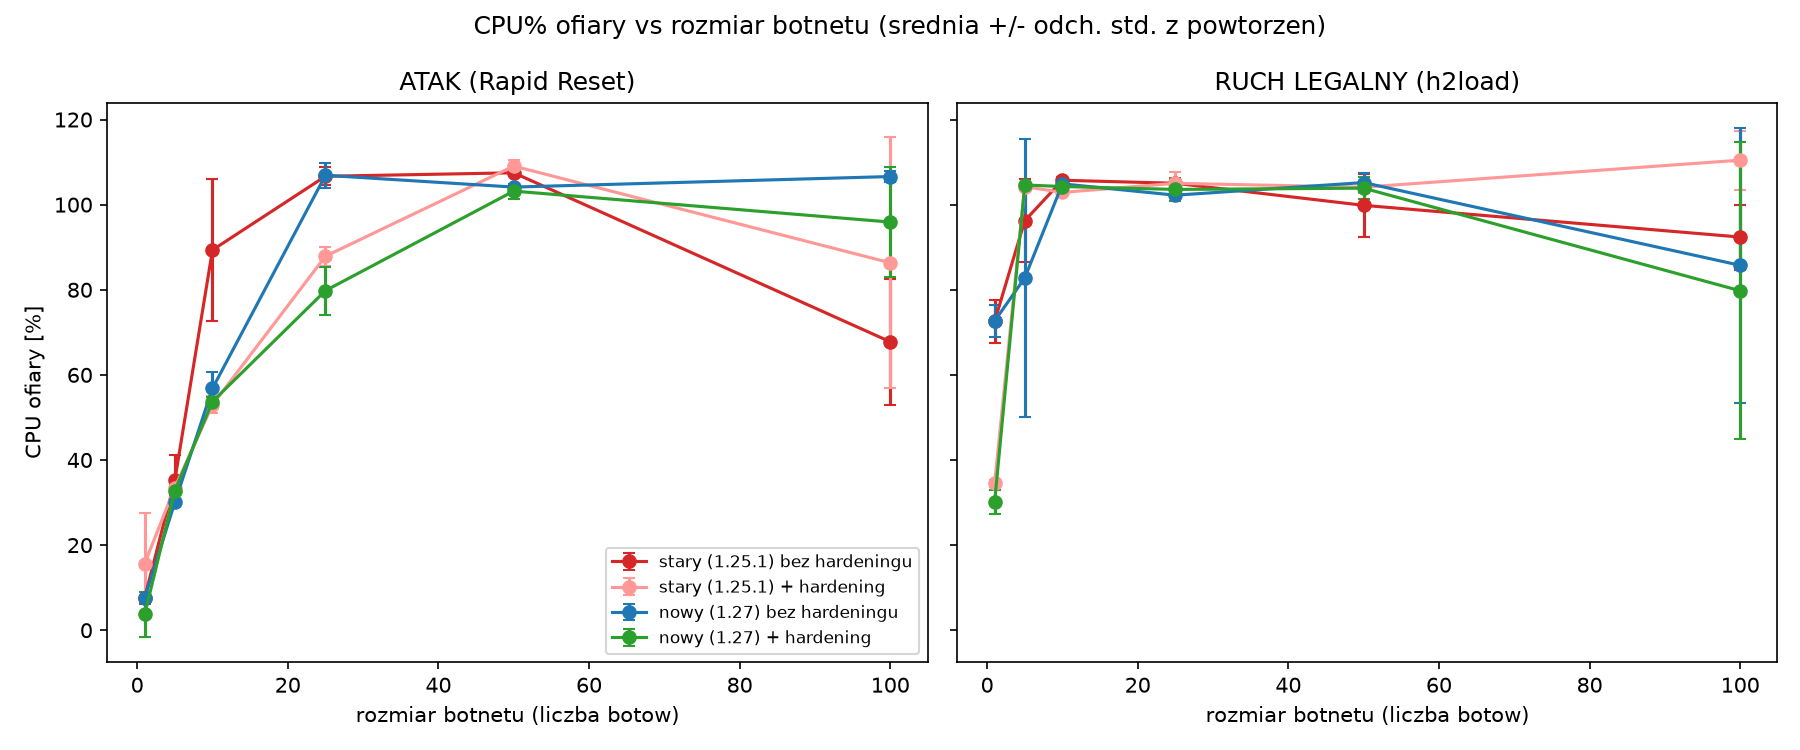 CPU% ofiary vs rozmiar botnetu (srednia +/- odch. std. z powtorzen)
ATAK (Rapid Reset)
RUCH LEGALNY (h2load)
CPU ofiary [%]
120
100
80
60
40
20
0
stary (1.25.1) bez hardeningu
stary (1.25.1) + hardening
nowy (1.27) bez hardeningu
nowy (1.27) + hardening
0 20 40 60 80 100
0 20 40 60 80 100
rozmiar botnetu (liczba botow)
rozmiar botnetu (liczba botow)